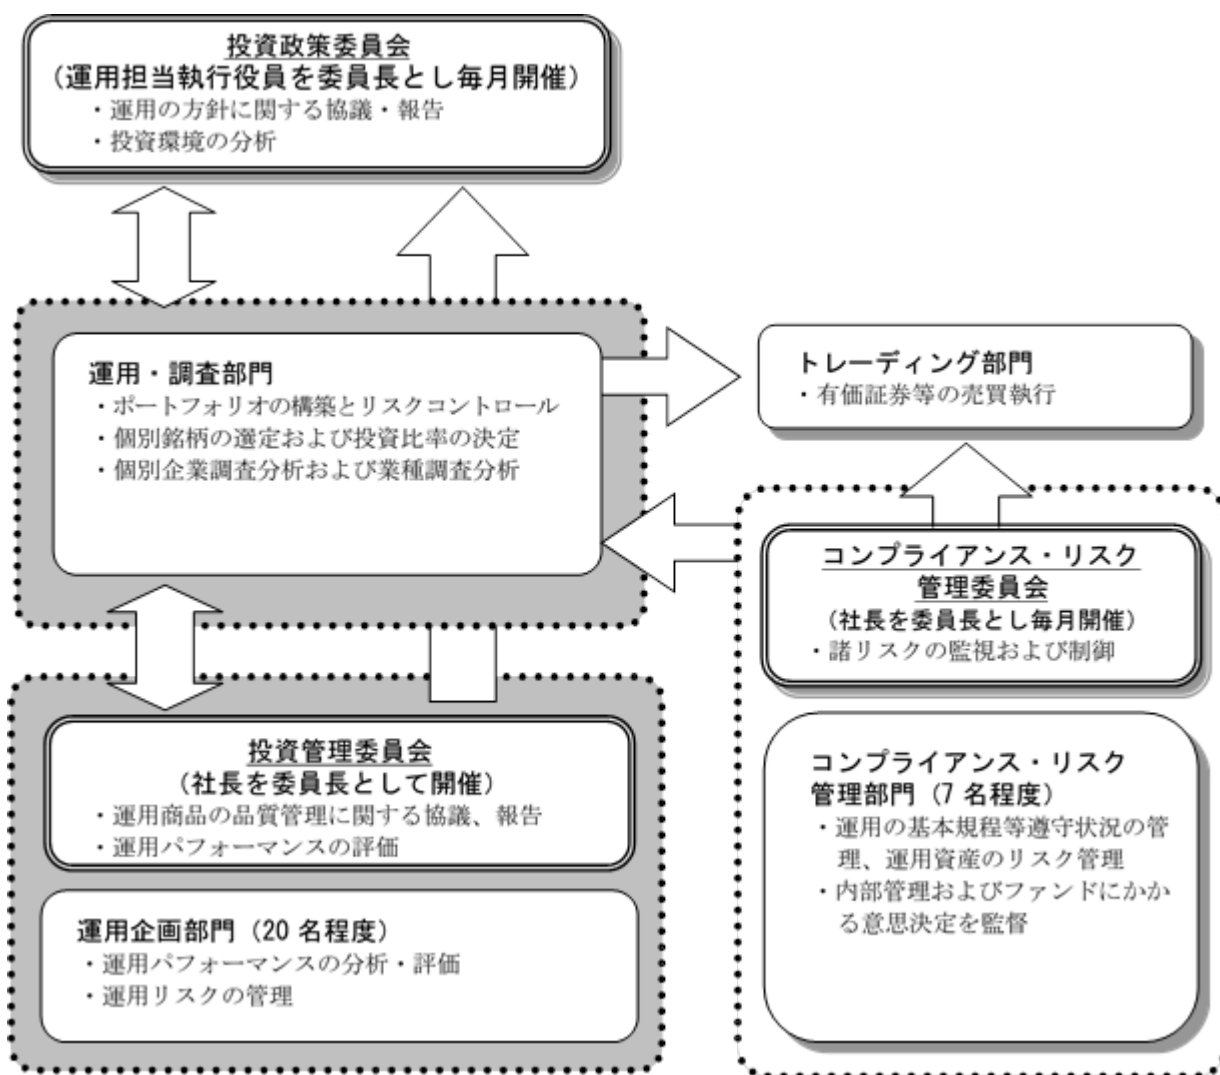 投資政策委員会
（運用担当執行役員を委員長とし毎月開催）
・運用の方針に関する協議・報告
・投資環境の分析
運用・調査部門
・ポートフォリオの構築とリスクコントロール
・個別銘柄の選定および投資比率の決定
・個別企業調査分析および業種調査分析
トレーディング部門
・有価証券等の売買執行
コンプライアンス・リスク
管理委員会
（社長を委員長とし毎月開催）
・諸リスクの監視および制御
投資管理委員会
（社長を委員長として開催）
・運用商品の品質管理に関する協議、報告
・運用パフォーマンスの評価
運用企画部門（20 名程度）
・運用パフォーマンスの分析・評価
・運用リスクの管理
コンプライアンス・リスク
管理部門（7 名程度）
・運用の基本規程等遵守状況の管
理、運用資産のリスク管理
・内部管理およびファンドにかか
る意思決定を監督